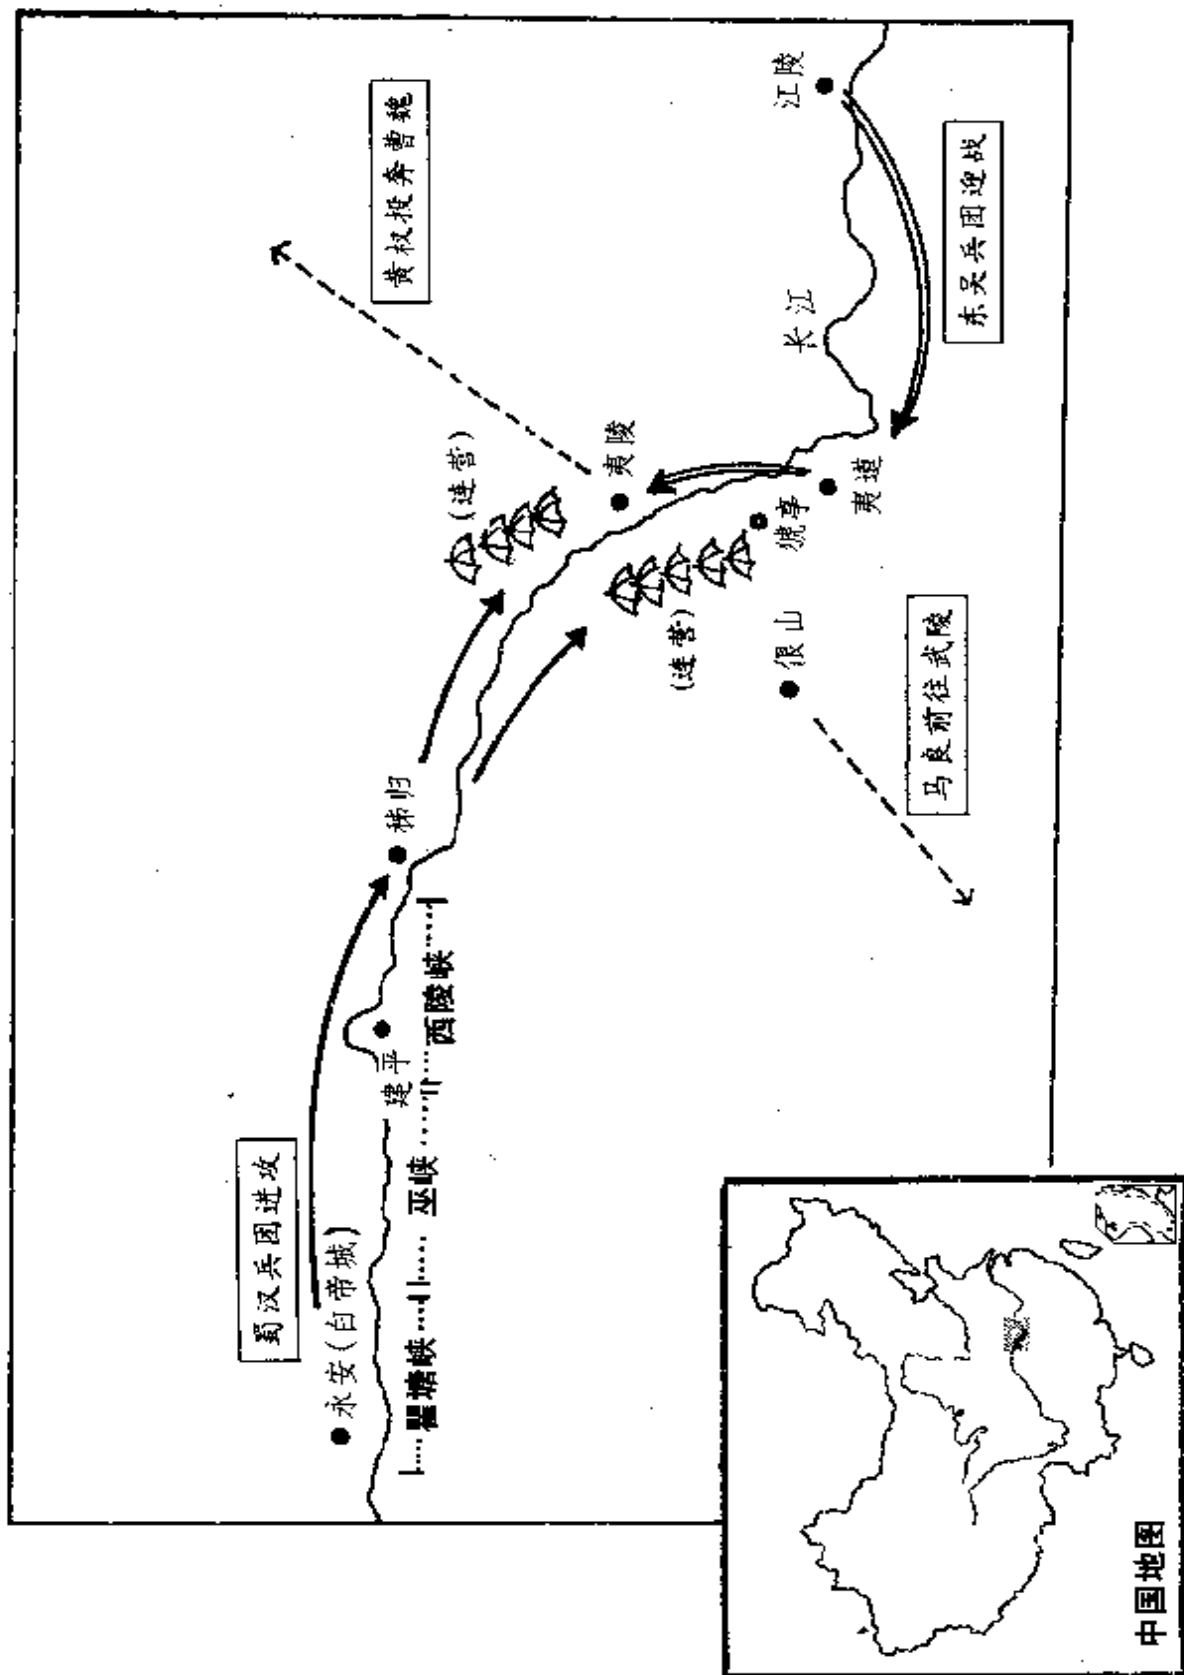 蜀汉兵团进攻
永安(白帝城)
瞿塘峡
巫峡
西陵峡
建平
秭归
(连营)
(连营)
黄权投奔曹魏
夷陵
猇亭
夷道
佷山
马良前往武陵
长江
江陵
东吴兵团迎战
中国地图